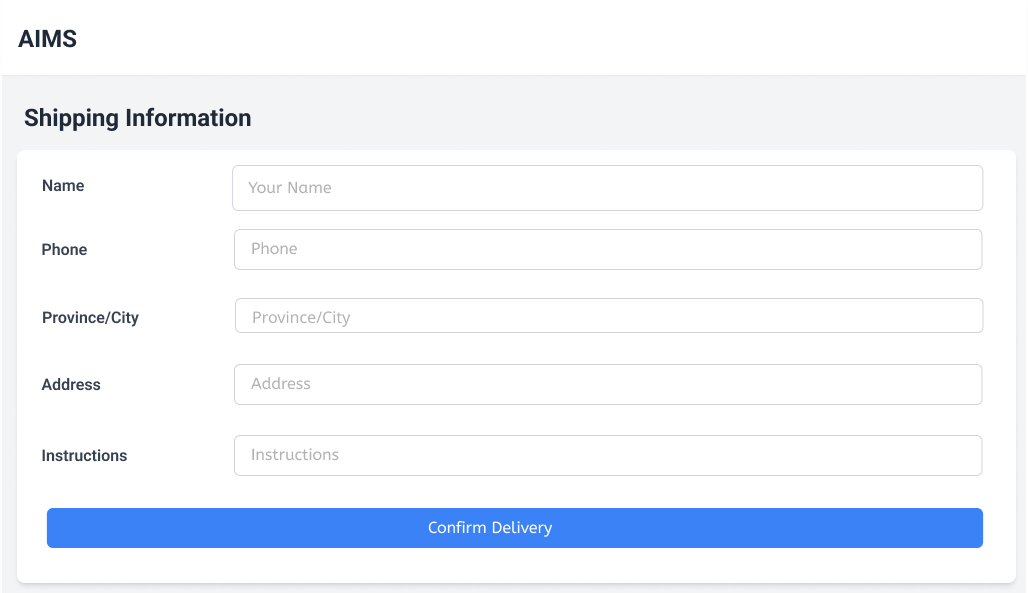 AIMS
Shipping Information
Name
Your Name
Phone
Phone
Province/City
Province/City
Address
Address
Instructions
Instructions
Confirm Delivery